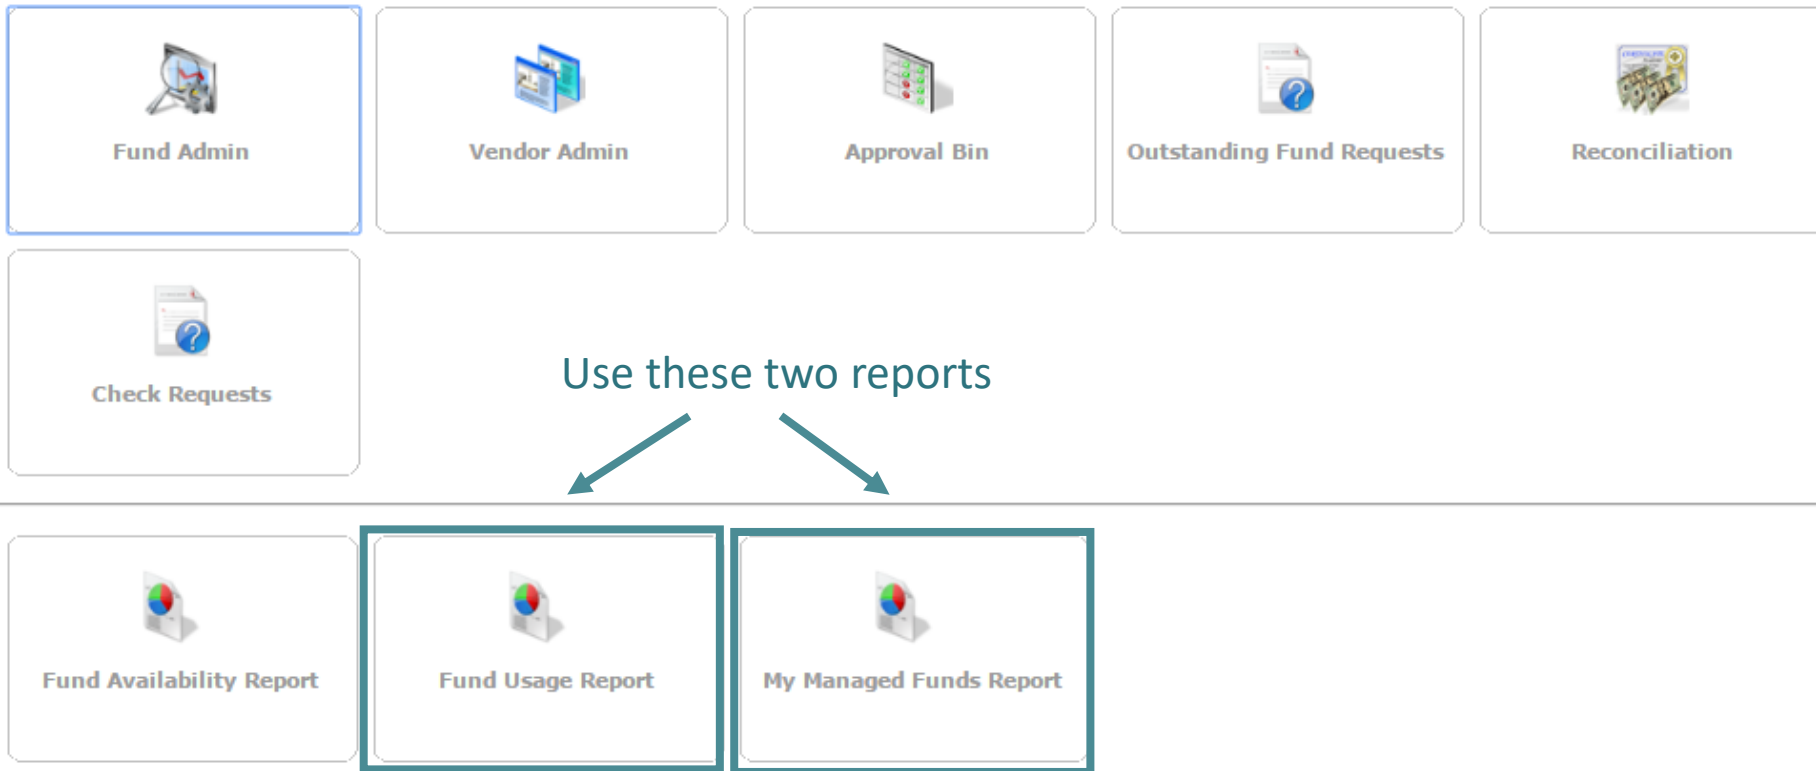 Fund Admin
Vendor Admin
Approval Bin
Outstanding Fund Requests
Reconciliation
Check Requests
Use these two reports
Fund Availability Report
Fund Usage Report
My Managed Funds Report